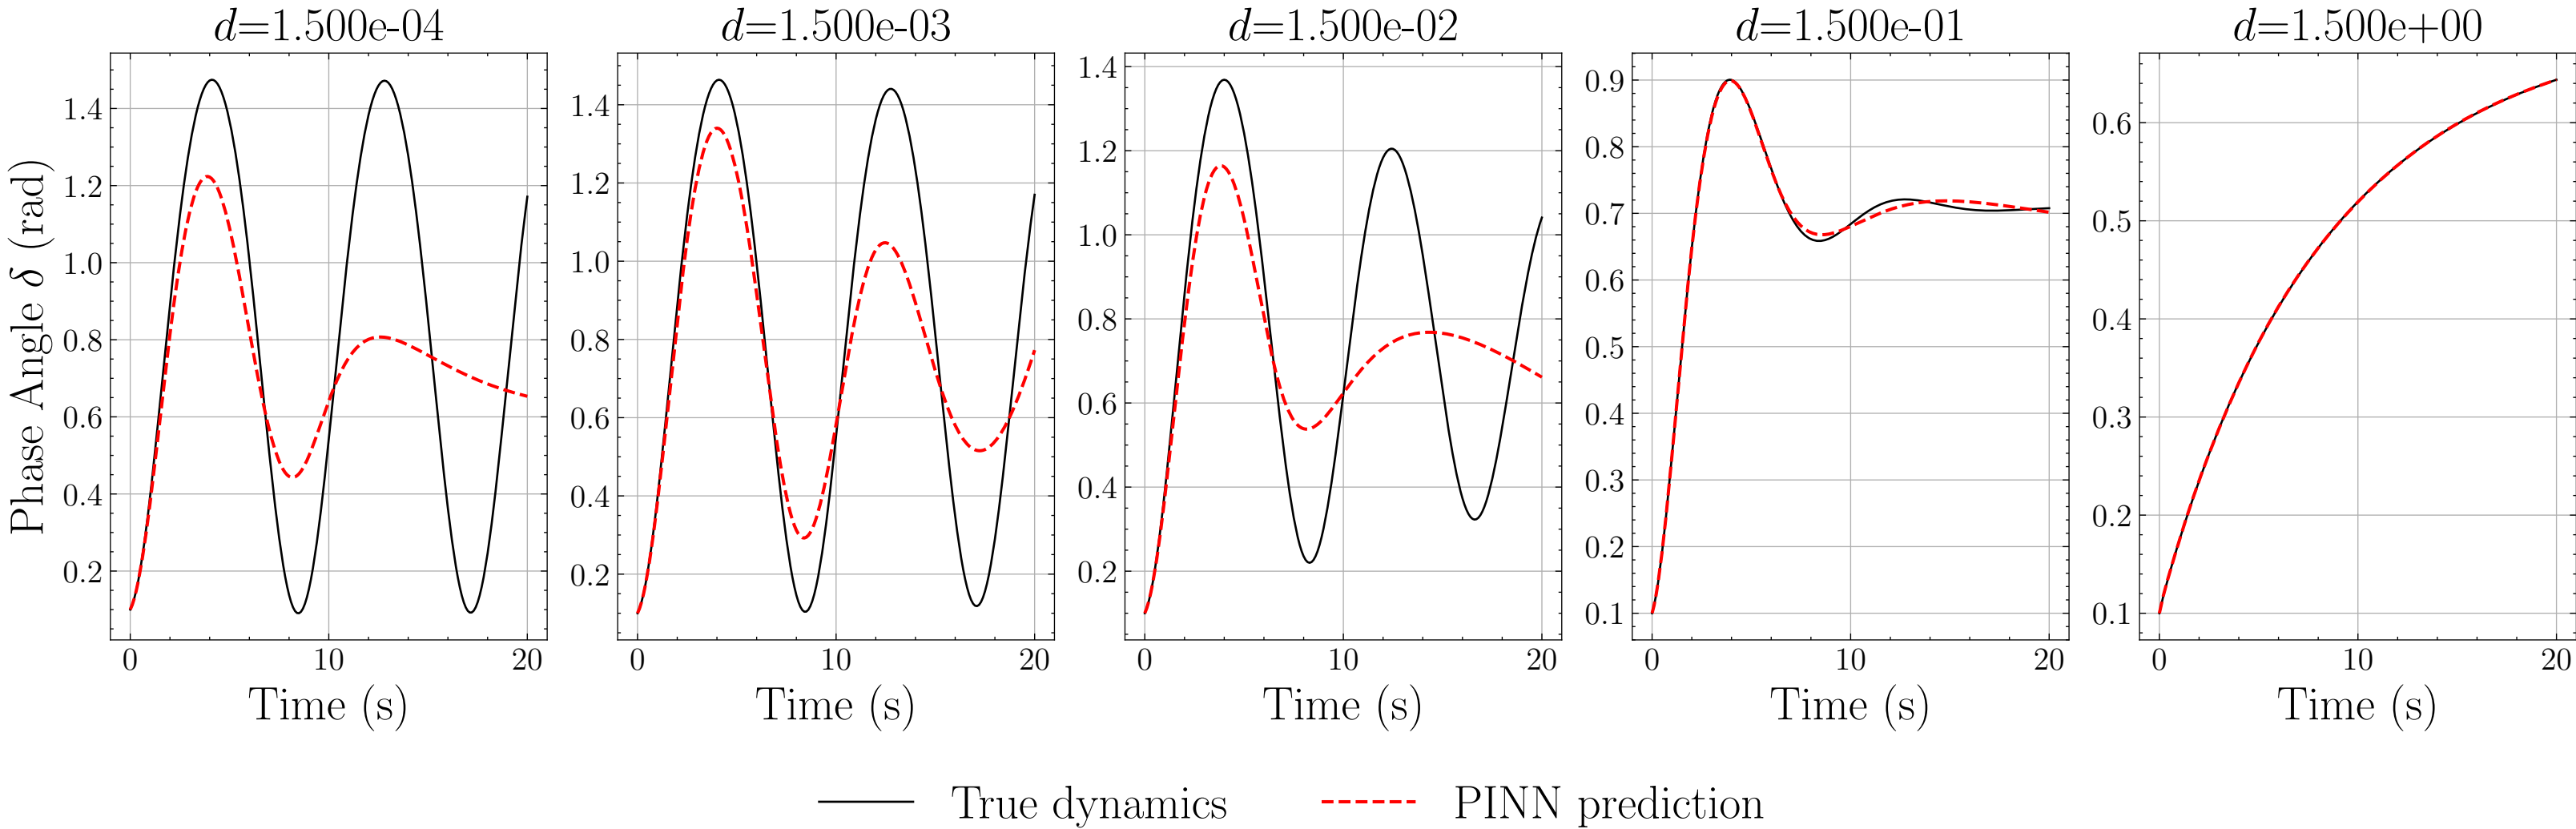 d=1.500e-04
d=1.500e-03
d=1.500e-02
d=1.500e-01
d=1.500e+00
Phase Angle δ (rad)
1.4
1.2
1.0
0.8
0.6
0.4
0.2
0 10 20
Time (s)
1.4
1.2
1.0
0.8
0.6
0.4
0.2
0 10 20
Time (s)
1.4
1.2
1.0
0.8
0.6
0.4
0.2
0 10 20
Time (s)
0.9
0.8
0.7
0.6
0.5
0.4
0.3
0.2
0.1
0 10 20
Time (s)
0.6
0.5
0.4
0.3
0.2
0.1
0 10 20
Time (s)
True dynamics
PINN prediction